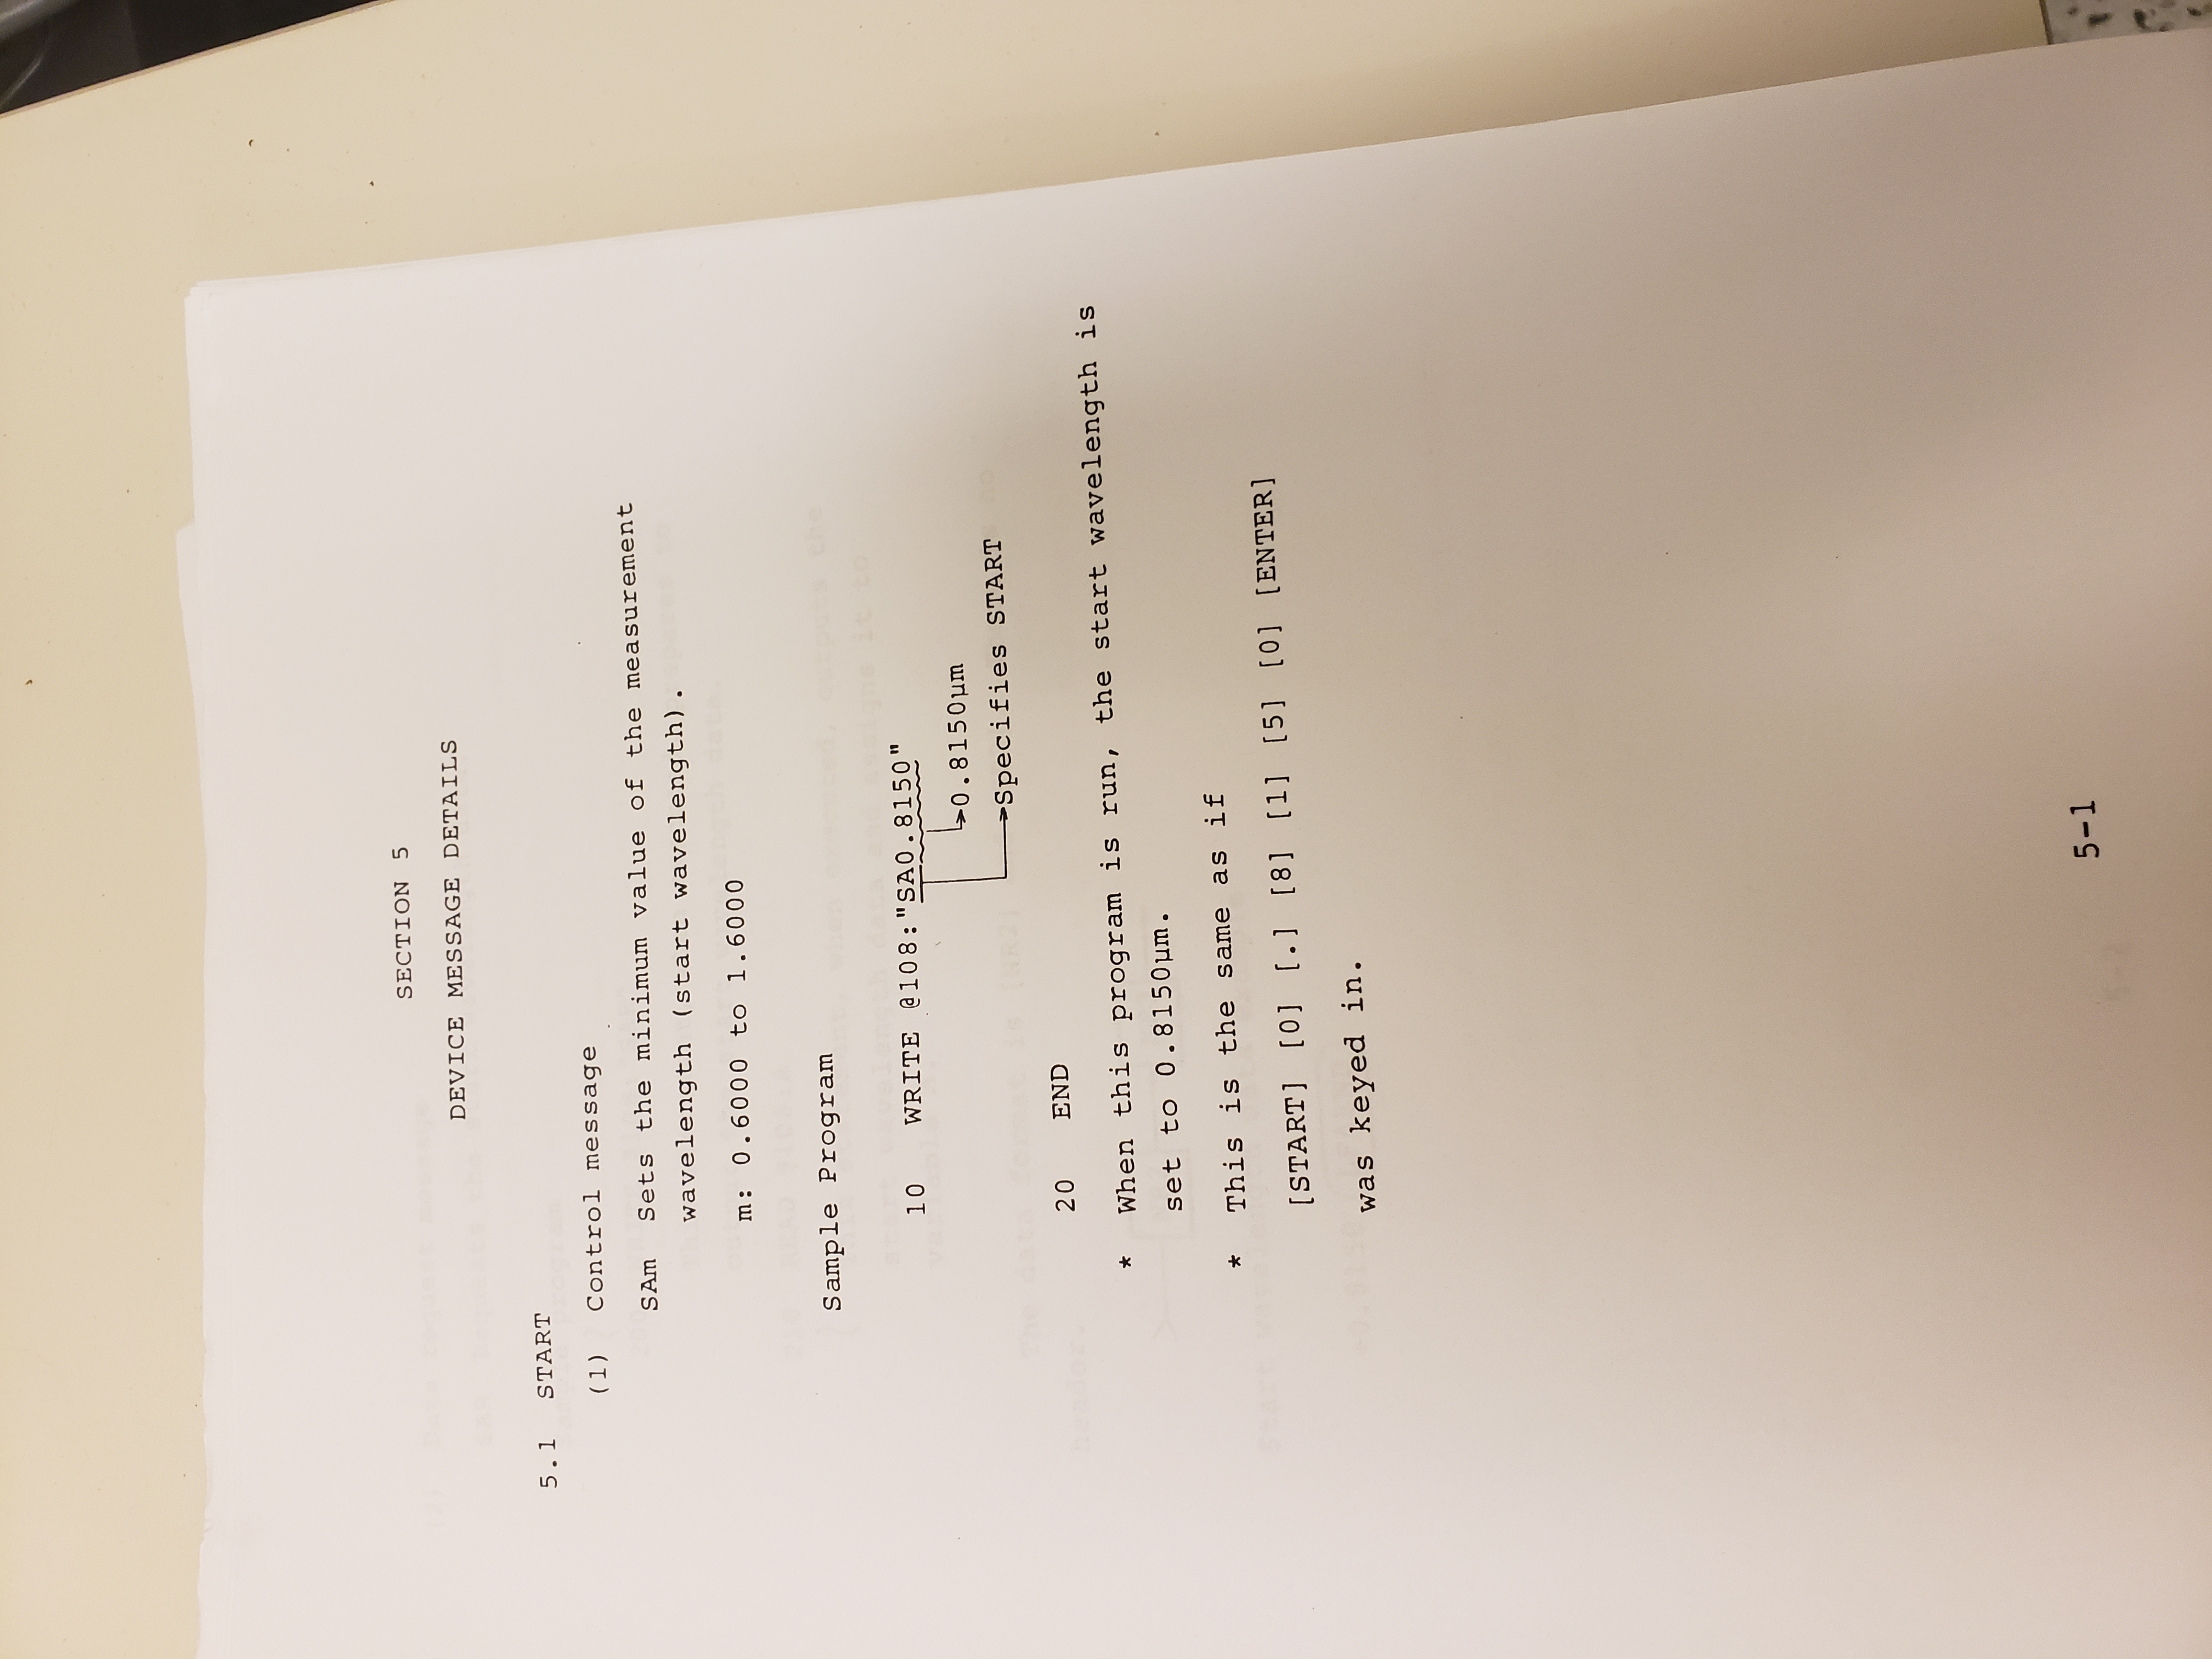 SECTION 5
DEVICE MESSAGE DETAILS
5.1 START
(1) Control message
SAm Sets the minimum value of the measurement
wavelength (start wavelength).
m: 0.6000 to 1.6000
Sample Program
10 WRITE @108:"SA0.8150"
0.8150µm
Specifies START
20 END
* When this program is run, the start wavelength is
set to 0.8150µm.
* This is the same as if
[START] [0] [.] [8] [1] [5] [0] [ENTER]
was keyed in.
5-1